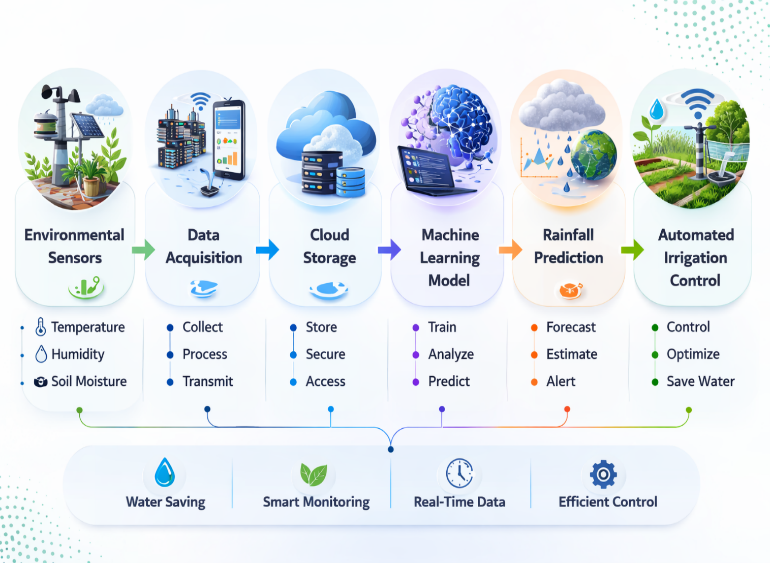 Environmental
Sensors
Data
Acquisition
Cloud
Storage
Machine
Learning
Model
Rainfall
Prediction
Automated
Irrigation
Control
Temperature
Humidity
Soil Moisture
Collect
Process
Transmit
Store
Secure
Access
Train
Analyze
Predict
Forecast
Estimate
Alert
Control
Optimize
Save Water
Water Saving
Smart Monitoring
Real-Time Data
Efficient Control